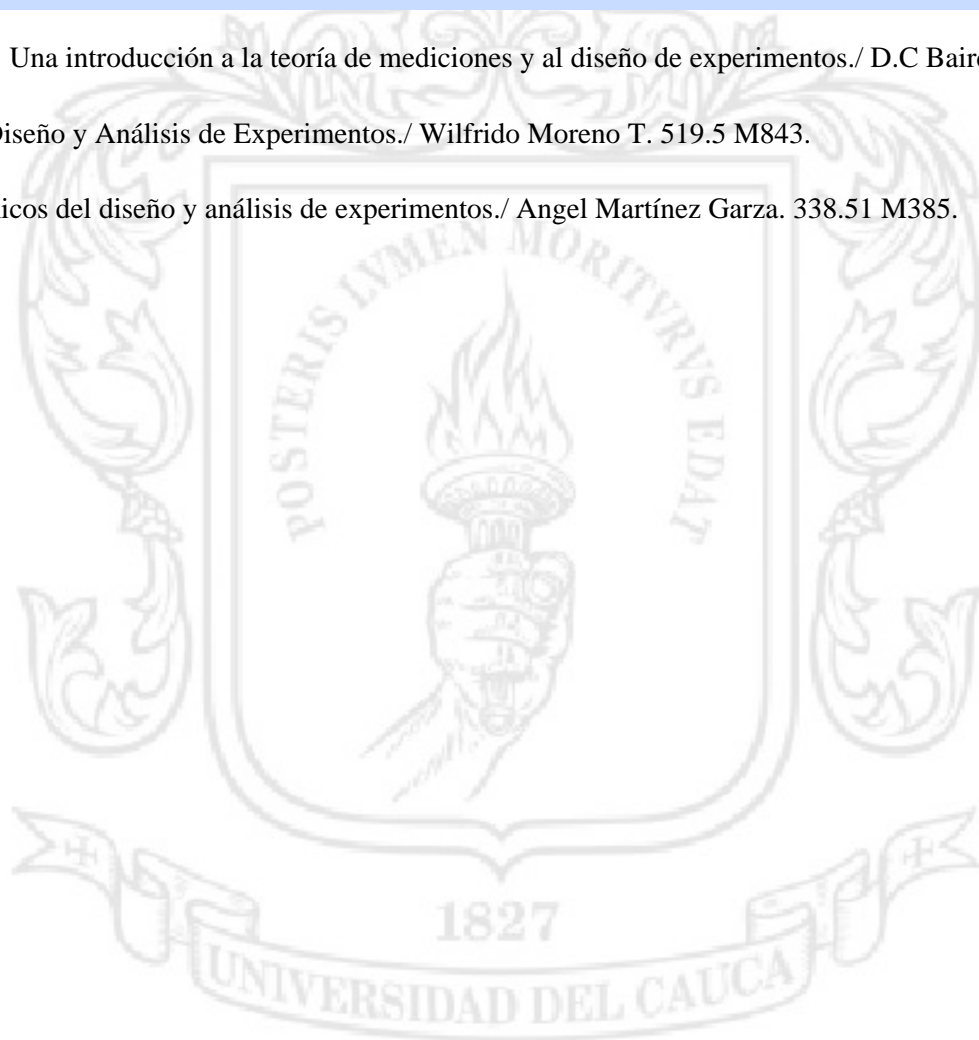 Una introducción a la teoría de mediciones y al diseño de experimentos./ D.C
Diseño y Análisis de Experimentos./ Wilfrido Moreno T. 519.5 M843.
del diseño y análisis de experimentos./ Angel Martínez Garza. 338.51 M385.
POSTERIS LVMEN MORITVRVS EDAT
1827
UNIVERSIDAD DEL CAUCA